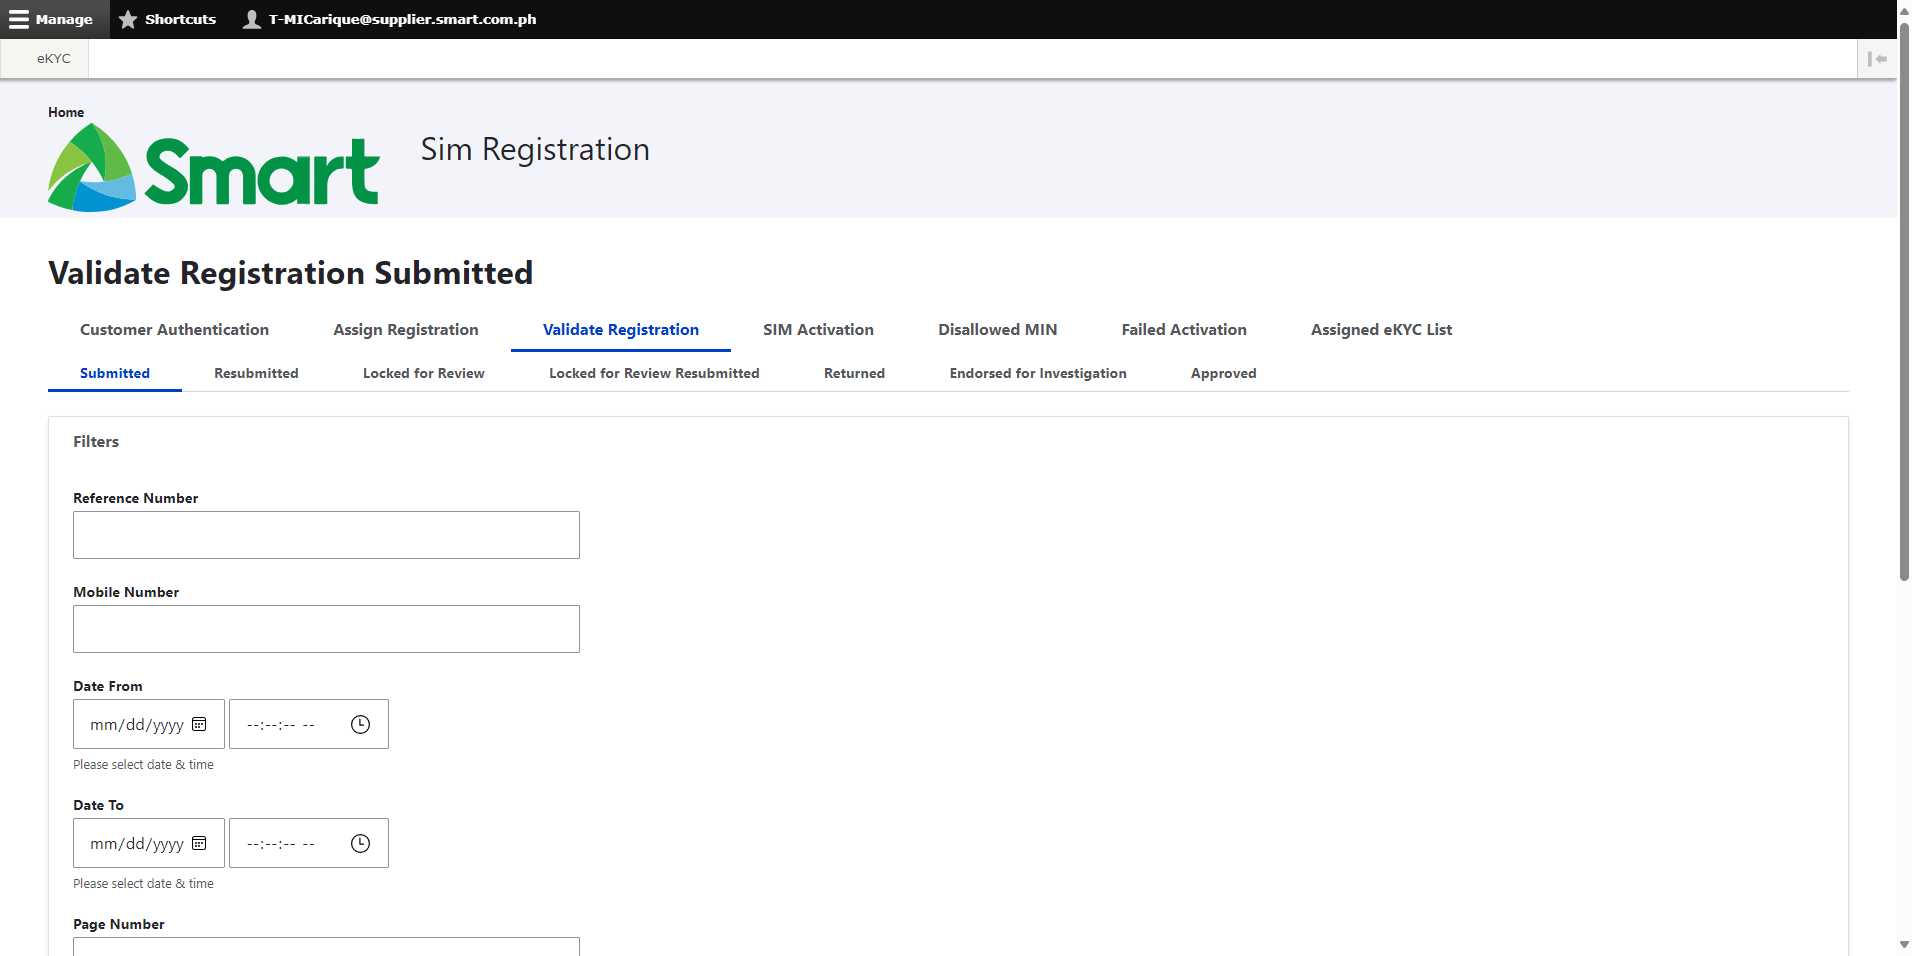 Manage Shortcuts T-MICarique@supplier.smart.com.ph
eKYC
Home
Smart Sim Registration
Validate Registration Submitted
Customer Authentication Assign Registration Validate Registration SIM Activation Disallowed MIN Failed Activation Assigned eKYC List
Submitted Resubmitted Locked for Review Locked for Review Resubmitted Returned Endorsed for Investigation Approved
Filters
Reference Number
Mobile Number
Date From
mm/dd/yyyy --:--:-- --
Please select date & time
Date To
mm/dd/yyyy --:--:-- --
Please select date & time
Page Number